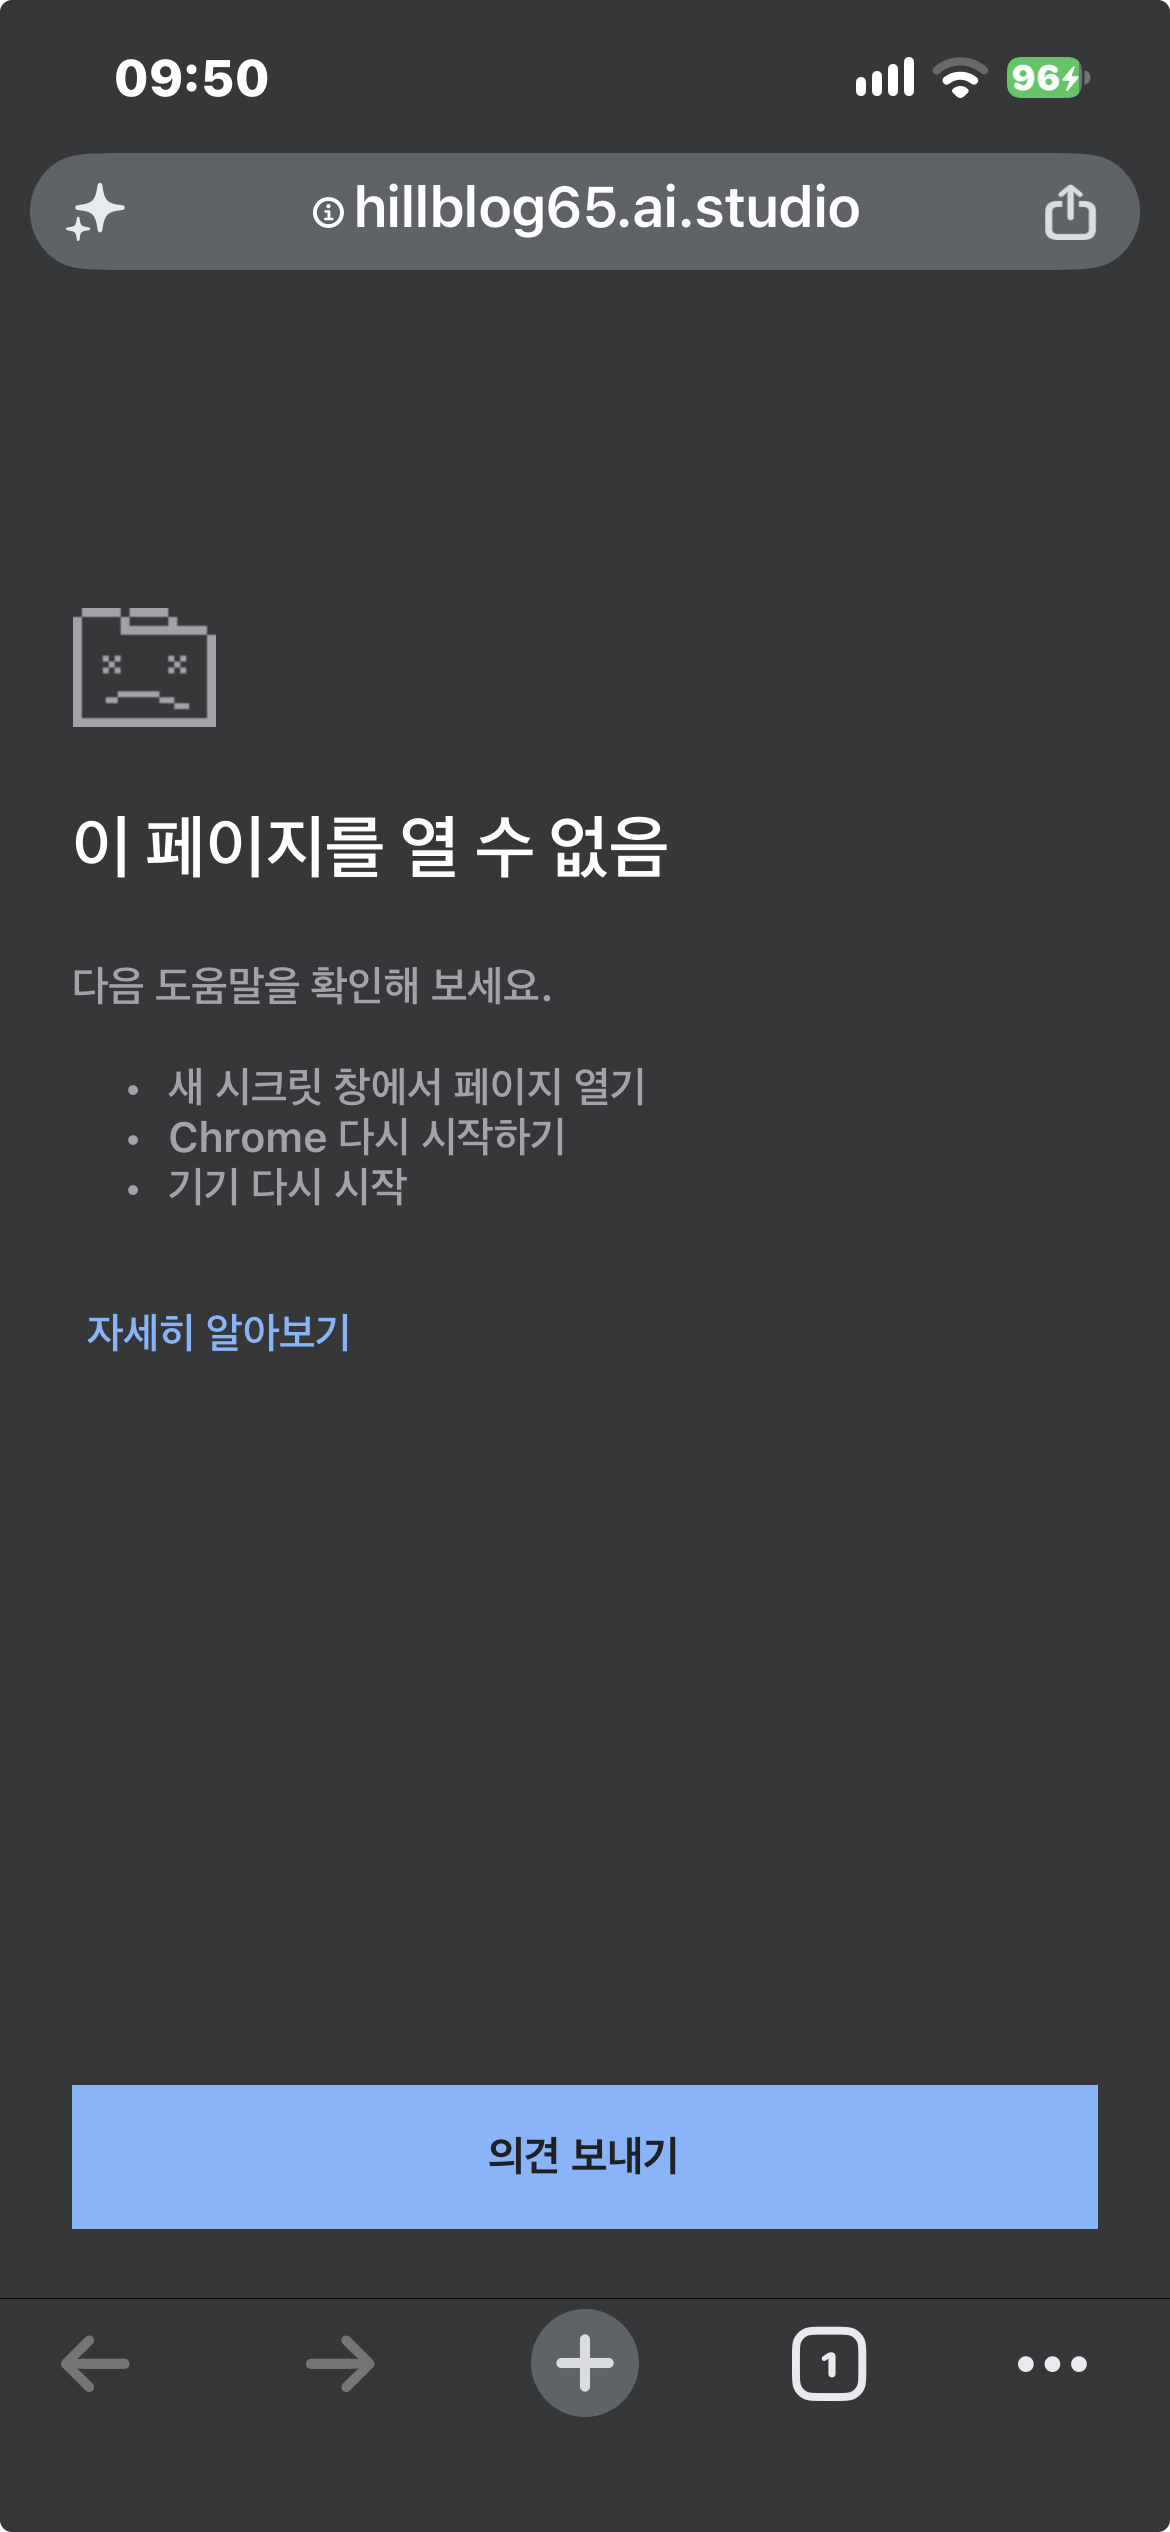 09:50
96
hillblog65.ai.studio
이 페이지를 열 수 없음
다음 도움말을 확인해 보세요.
• 새 시크릿 창에서 페이지 열기
• Chrome 다시 시작하기
• 기기 다시 시작
자세히 알아보기
의견 보내기
1